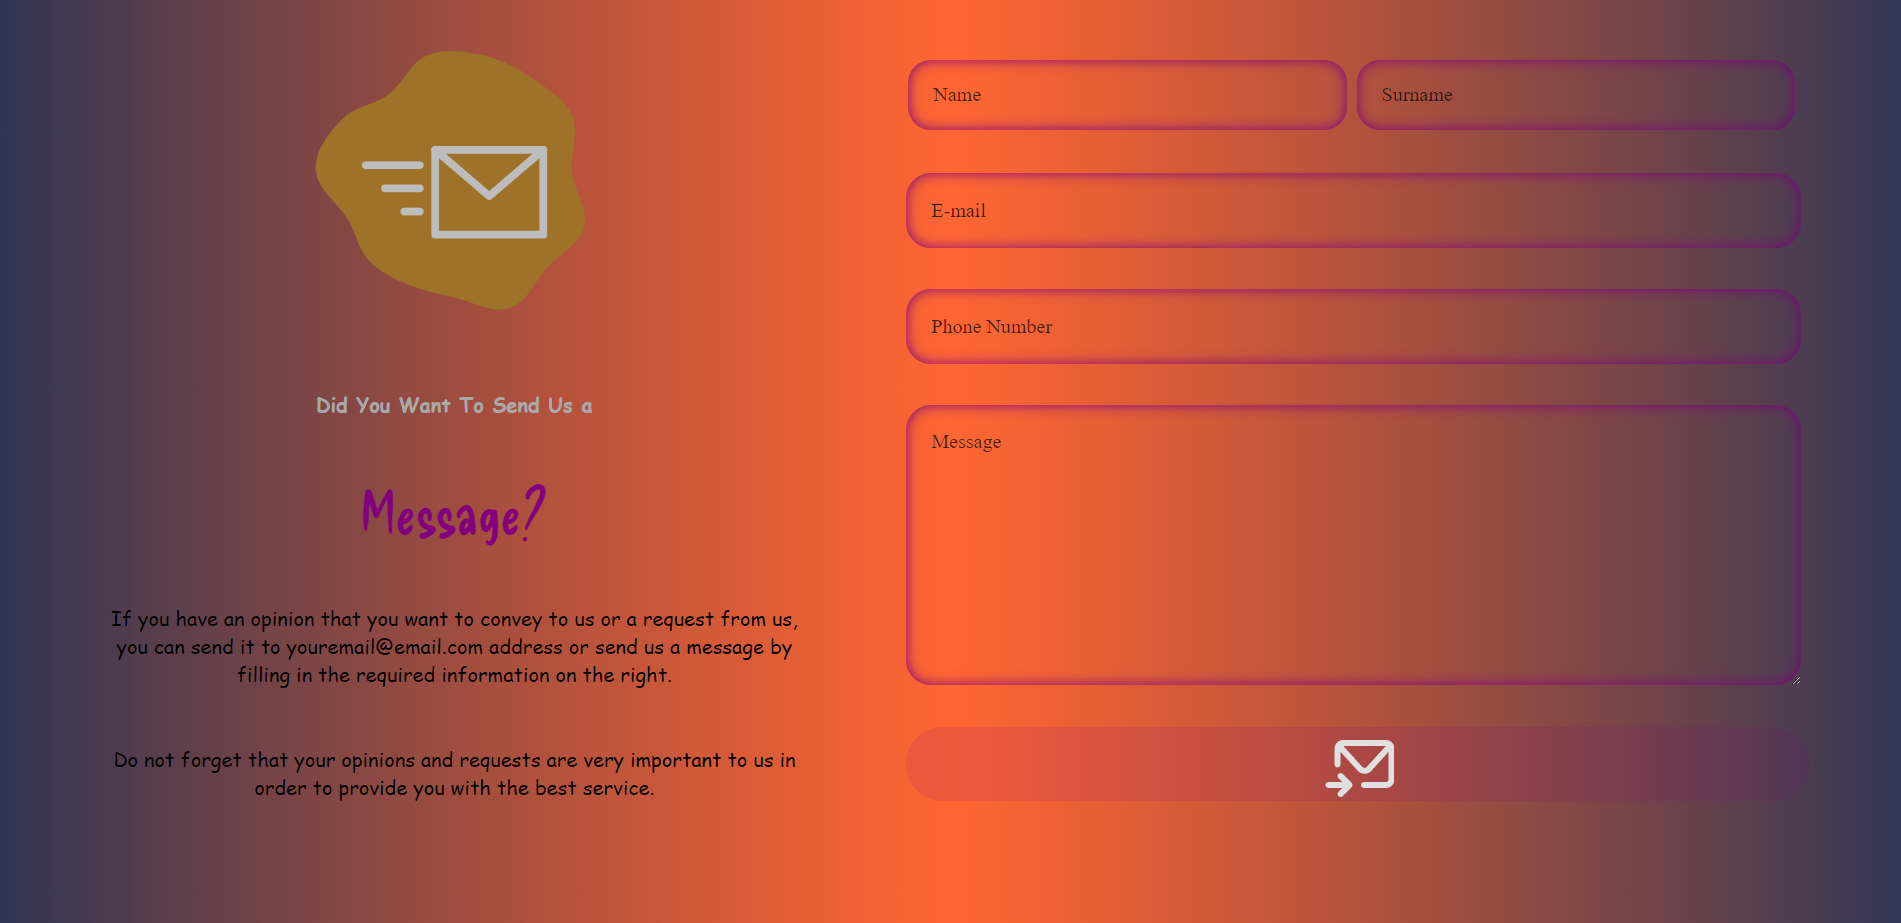 Did You Want To Send Us a
Message?
If you have an opinion that you want to convey to us or a request from us,
you can send it to youremail@email.com address or send us a message by
filling in the required information on the right.
Do not forget that your opinions and requests are very important to us in
order to provide you with the best service.
Name
Surname
E-mail
Phone Number
Message